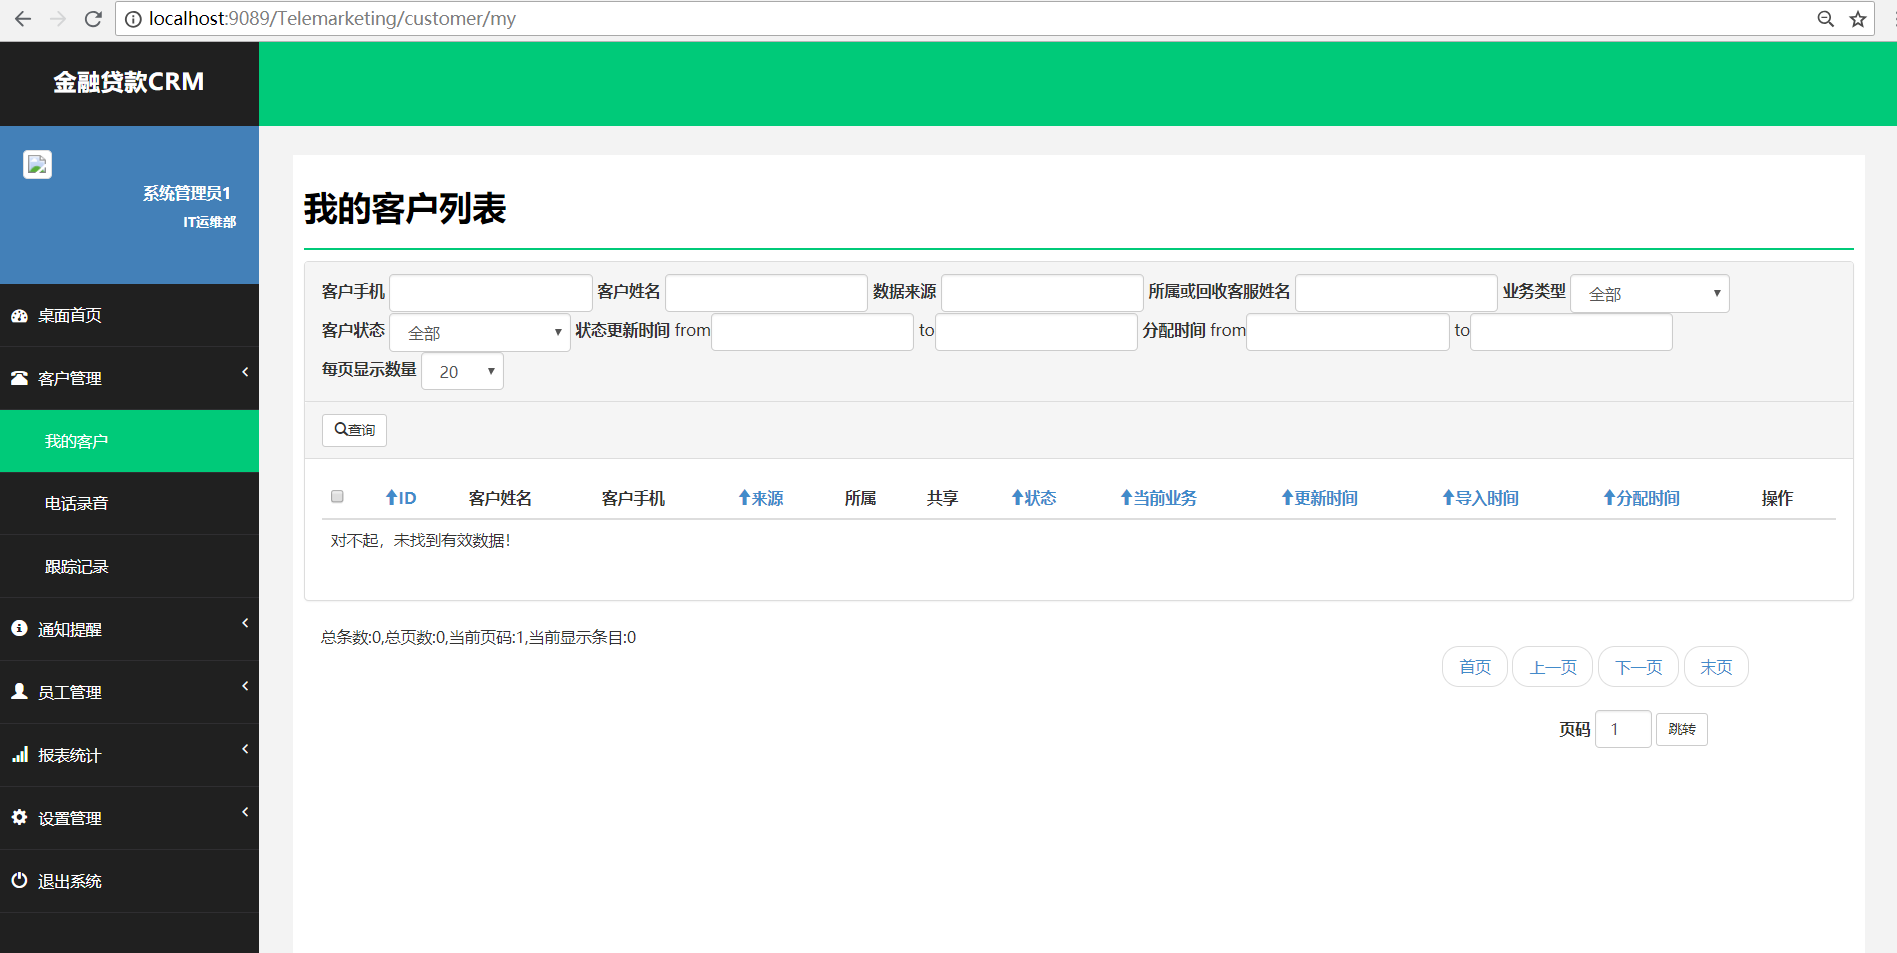 localhost:9089/Telemarketing/customer/my
金融贷款CRM
系统管理员1
IT运维部
桌面首页
客户管理
我的客户
电话录音
跟踪记录
通知提醒
员工管理
报表统计
设置管理
退出系统
我的客户列表
客户手机 客户姓名 数据来源 所属或回收客服姓名 业务类型 全部
客户状态 全部 状态更新时间 from to 分配时间 from to
每页显示数量 20
查询
ID 客户姓名 客户手机 来源 所属 共享 状态 当前业务 更新时间 导入时间 分配时间 操作
对不起，未找到有效数据!
总条数:0,总页数:0,当前页码:1,当前显示条目:0
首页 上一页 下一页 末页
页码 1 跳转